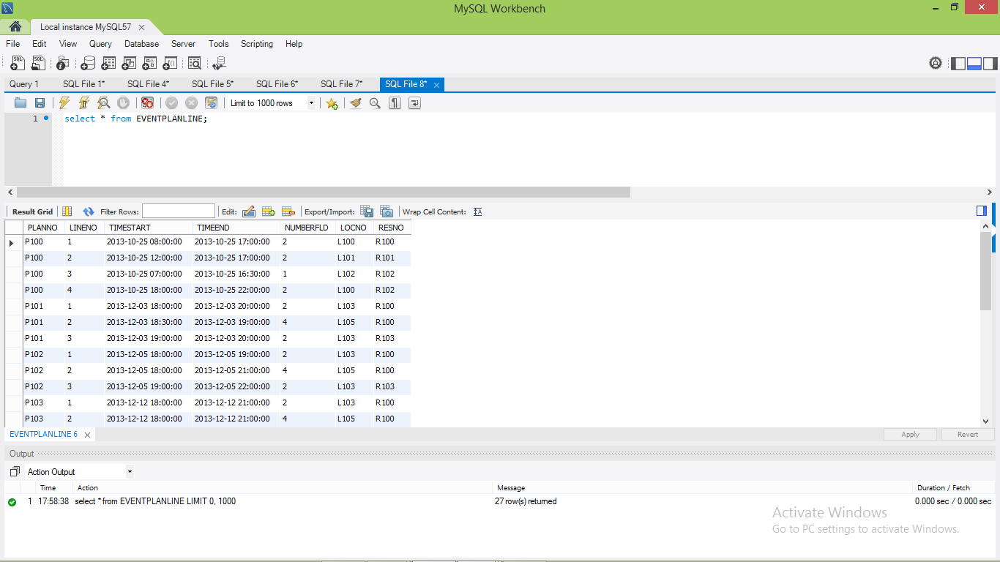 MySQL Workbench
Local instance MySQL57
File Edit View Query Database Server Tools Scripting Help
Query 1 SQL File 1* SQL File 4* SQL File 5* SQL File 6* SQL File 7* SQL File 8*
Limit to 1000 rows
1 select * from EVENTPLANLINE;
Result Grid Filter Rows: Edit: Export/Import: Wrap Cell Content:
PLANNO LINENO TIMESTART TIMEEND NUMBERFLD LOCNO RESNO
P100 1 2013-10-25 08:00:00 2013-10-25 17:00:00 2 L100 R100
P100 2 2013-10-25 12:00:00 2013-10-25 17:00:00 2 L101 R101
P100 3 2013-10-25 07:00:00 2013-10-25 16:30:00 1 L102 R102
P100 4 2013-10-25 18:00:00 2013-10-25 22:00:00 2 L100 R102
P101 1 2013-12-03 18:00:00 2013-12-03 20:00:00 2 L103 R100
P101 2 2013-12-03 18:30:00 2013-12-03 19:00:00 4 L105 R100
P101 3 2013-12-03 19:00:00 2013-12-03 20:00:00 2 L103 R103
P102 1 2013-12-05 18:00:00 2013-12-05 19:00:00 2 L103 R100
P102 2 2013-12-05 18:00:00 2013-12-05 21:00:00 4 L105 R100
P102 3 2013-12-05 19:00:00 2013-12-05 22:00:00 2 L103 R103
P103 1 2013-12-12 18:00:00 2013-12-12 21:00:00 2 L103 R100
P103 2 2013-12-12 18:00:00 2013-12-12 21:00:00 4 L105 R100
EVENTPLANLINE 6 Apply Revert
Output
Action Output
Time Action Message Duration / Fetch
1 17:58:38 select * from EVENTPLANLINE LIMIT 0, 1000 27 row(s) returned 0.000 sec / 0.000 sec
Activate Windows
Go to PC settings to activate Windows.